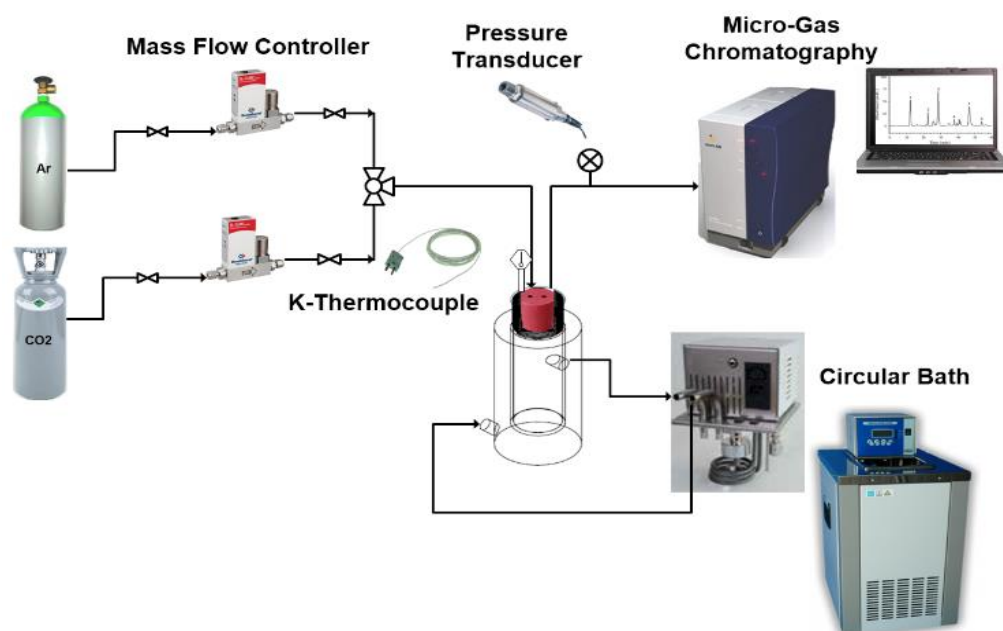 Mass Flow Controller
Pressure
Transducer
Micro-Gas
Chromatography
Ar
K-Thermocouple
CO2
Circular Bath